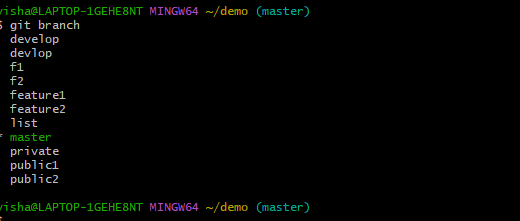 visha@LAPTOP-1GEHE8NT MINGW64 ~/demo (master)
$ git branch
develop
devlop
f1
f2
feature1
feature2
list
* master
private
public1
public2
visha@LAPTOP-1GEHE8NT MINGW64 ~/demo (master)